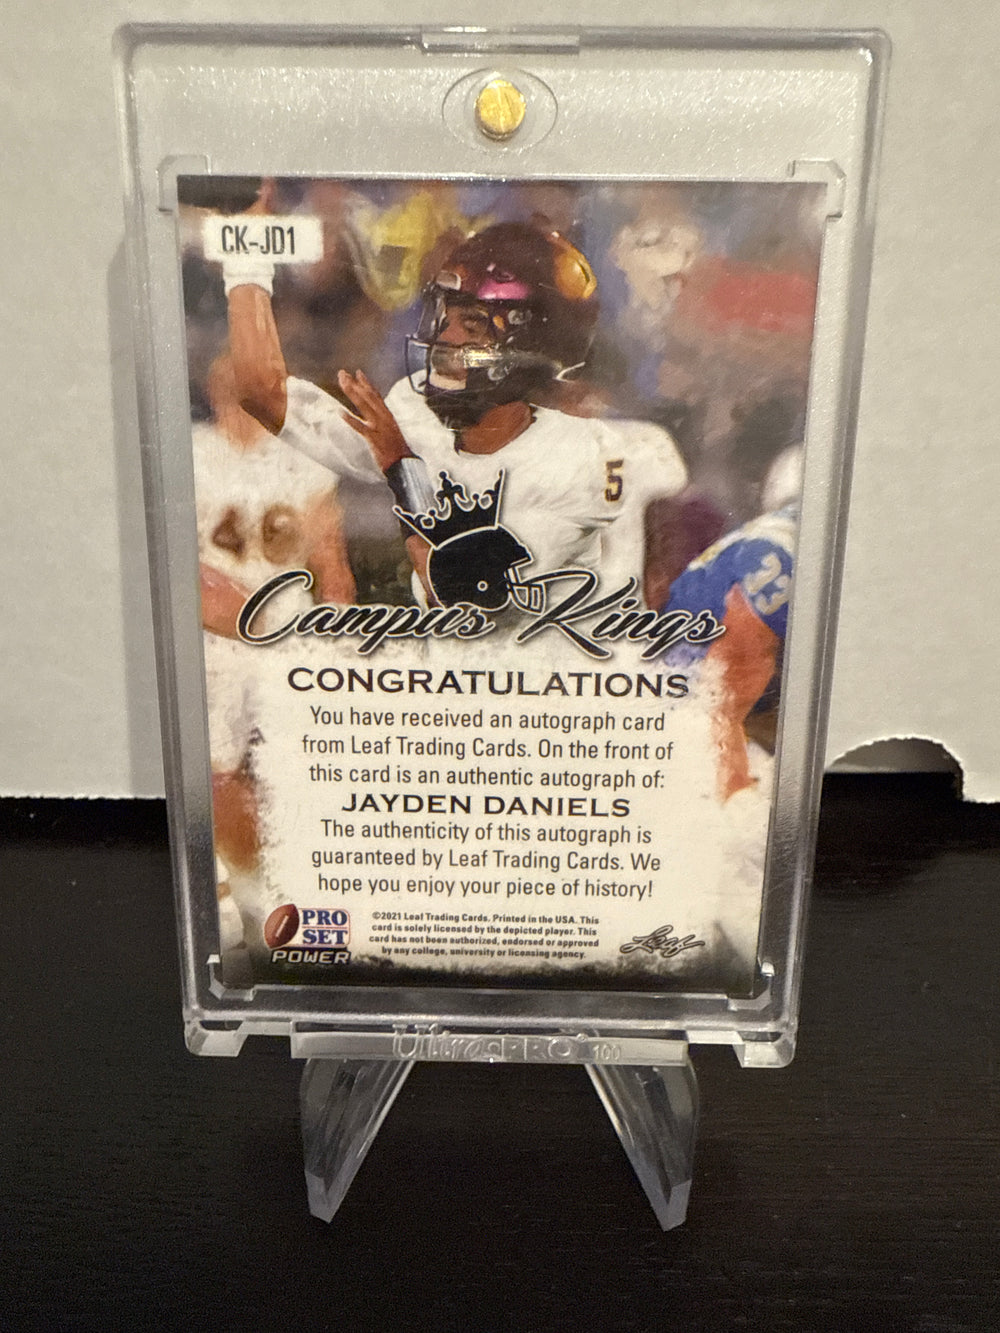 CK-JD1
5
46
33
Campus Kings
CONGRATULATIONS
You have received an autograph card
from Leaf Trading Cards. On the front of
this card is an authentic autograph of:
JAYDEN DANIELS
The authenticity of this autograph is
guaranteed by Leaf Trading Cards. We
hope you enjoy your piece of history!
PRO
SET
POWER
©2021 Leaf Trading Cards. Printed in the USA. This
card is solely licensed by the depicted player. This
card has not been authorized, endorsed or approved
by any college, university or licensing agency.
Leaf
Ultra-PRO® 100